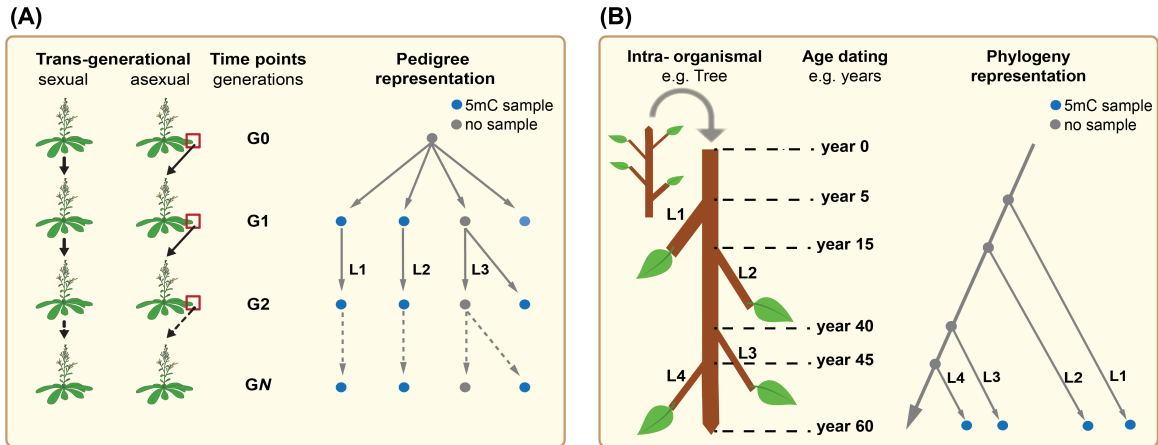 (A)
Trans-generational
sexual
asexual
Time points
generations
Pedigree
representation
5mC sample
no sample
G0
G1
L1
L2
L3
G2
GN
(B)
Intra- organismal
e.g. Tree
Age dating
e.g. years
Phylogeny
representation
5mC sample
no sample
year 0
year 5
L1
year 15
L2
year 40
L3
year 45
L4
year 60
L4
L3
L2
L1